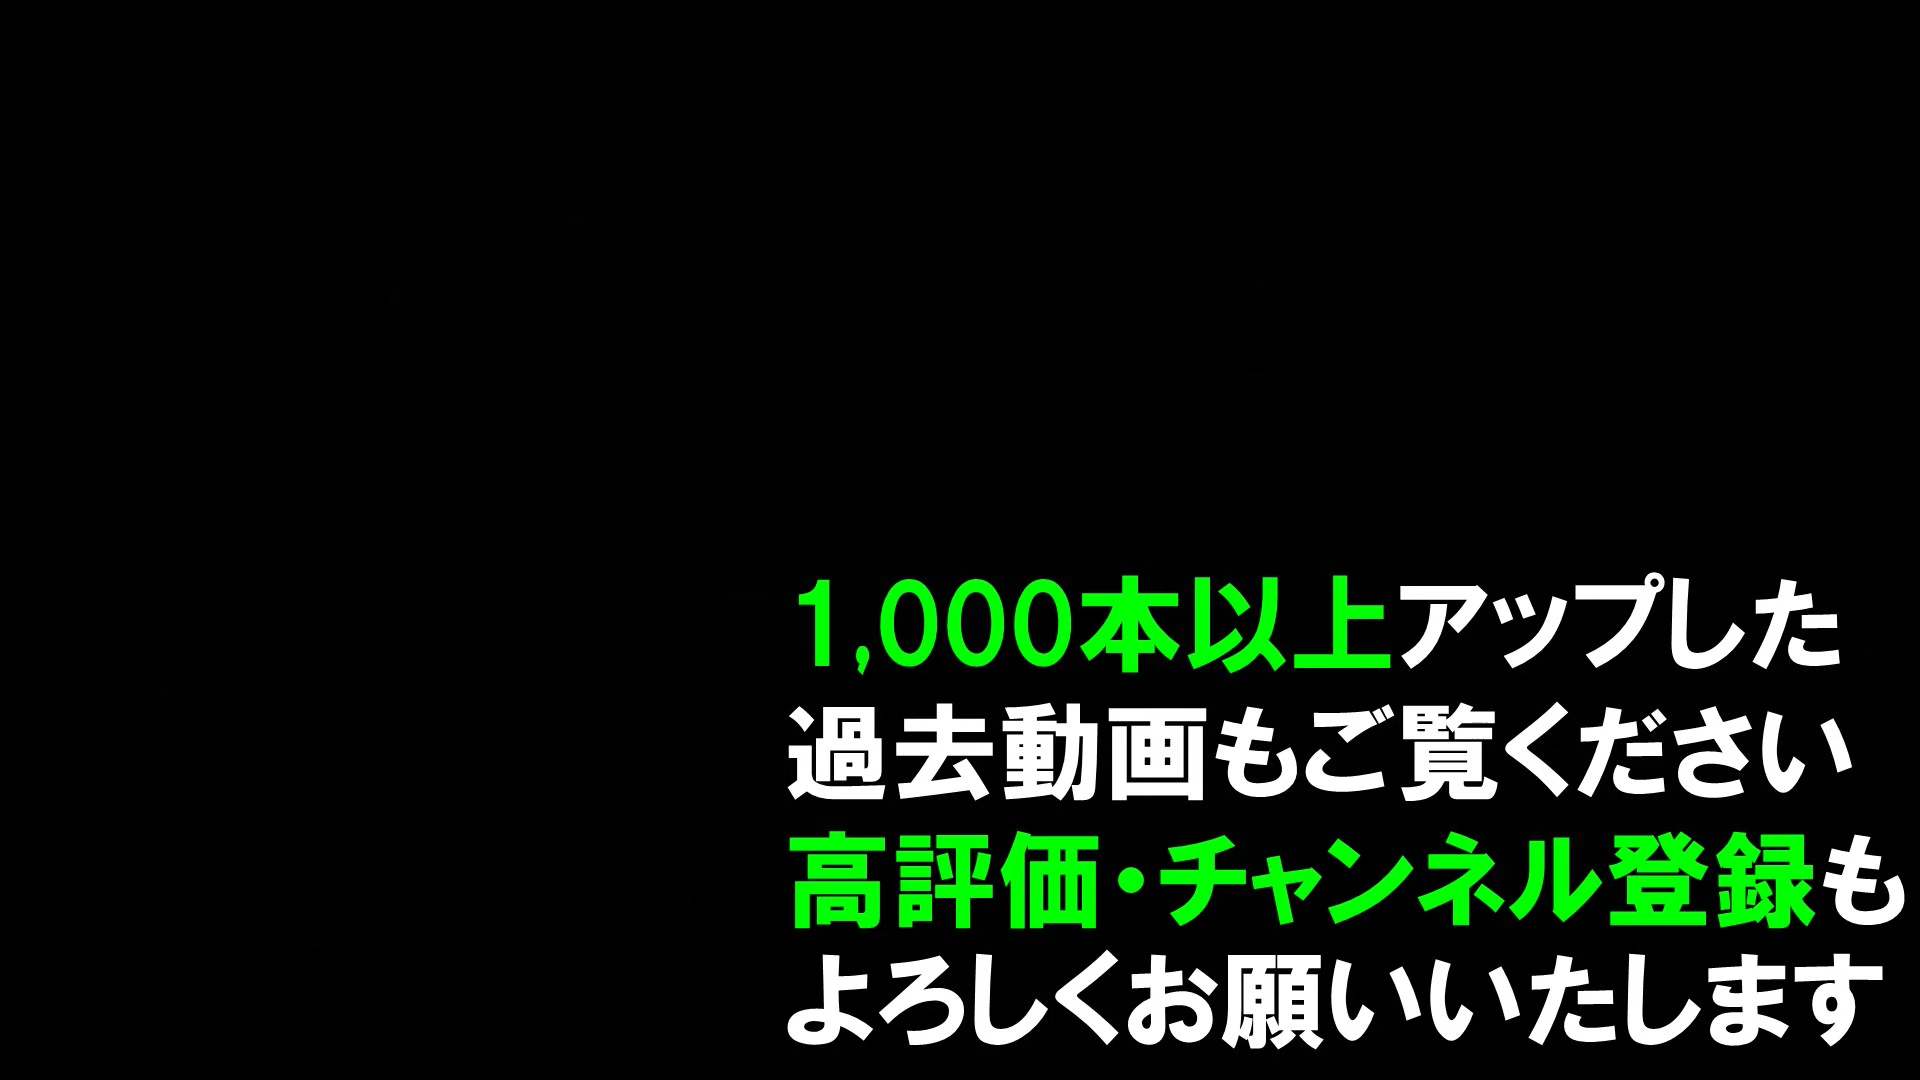 1,000本以上アップした
過去動画もご覧ください
高評価・チャンネル登録も
よろしくお願いいたします